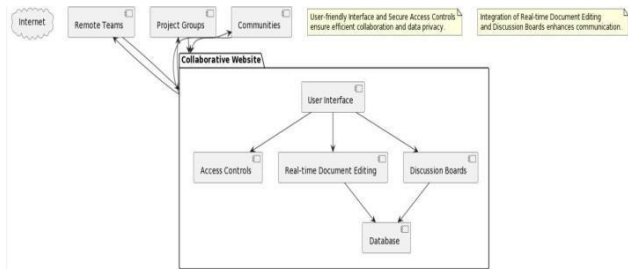 Internet
Remote Teams
Project Groups
Communities
User-friendly Interface and Secure Access Controls
ensure efficient collaboration and data privacy.
Integration of Real-time Document Editing
and Discussion Boards enhances communication.
Collaborative Website
User Interface
Access Controls
Real-time Document Editing
Discussion Boards
Database